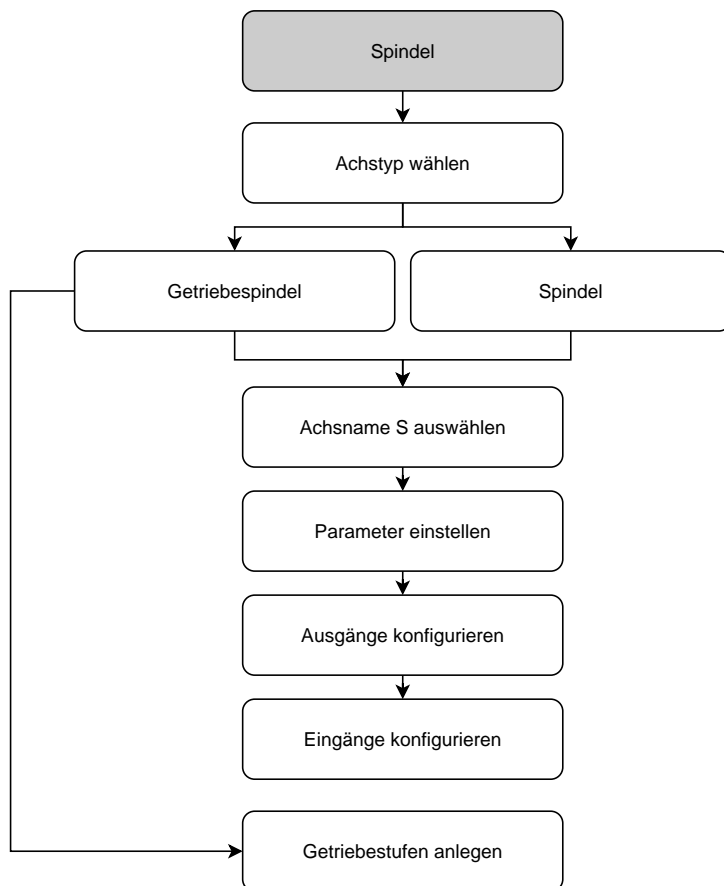 Spindel
Achstyp wählen
Getriebespindel
Spindel
Achsname S auswählen
Parameter einstellen
Ausgänge konfigurieren
Eingänge konfigurieren
Getriebestufen anlegen